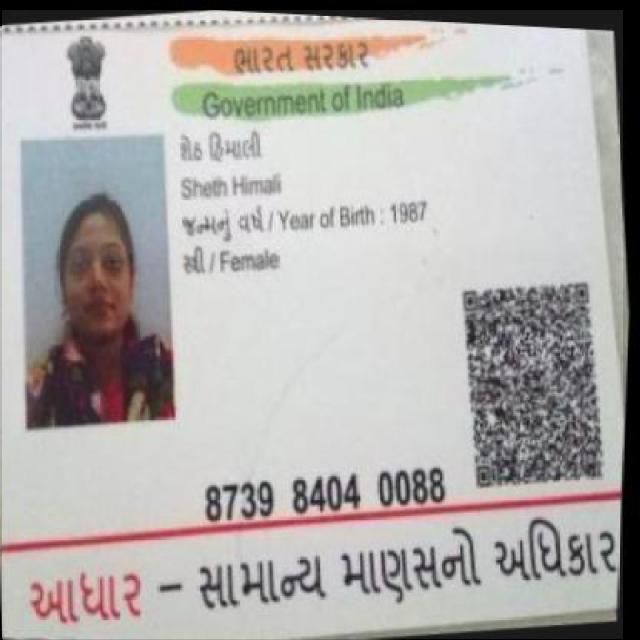 ભારત સરકાર
Government of India
શેઠ હિમાલી
Sheth Himali
જન્મનું વર્ષ / Year of Birth : 1987
સ્ત્રી / Female
8739 8404 0088
આધાર – સામાન્ય માણસનો અધિકાર